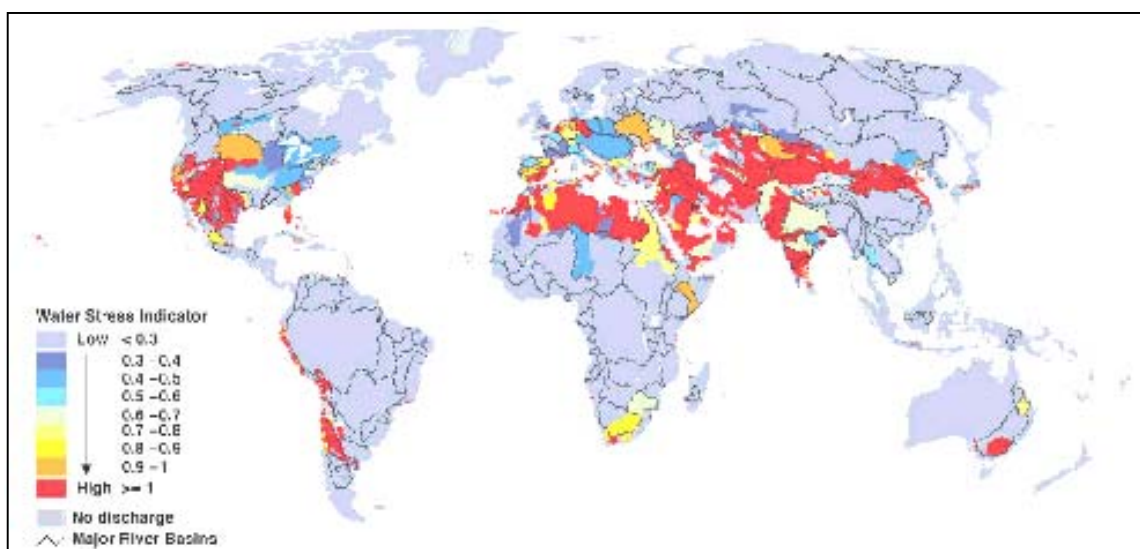 Water Stress Indicator
Low < 0.3
0.3 -0.4
0.4 -0.5
0.5 -0.6
0.6 -0.7
0.7 -0.8
0.8 -0.9
0.9 -1
High >= 1
No discharge
Major River Basins